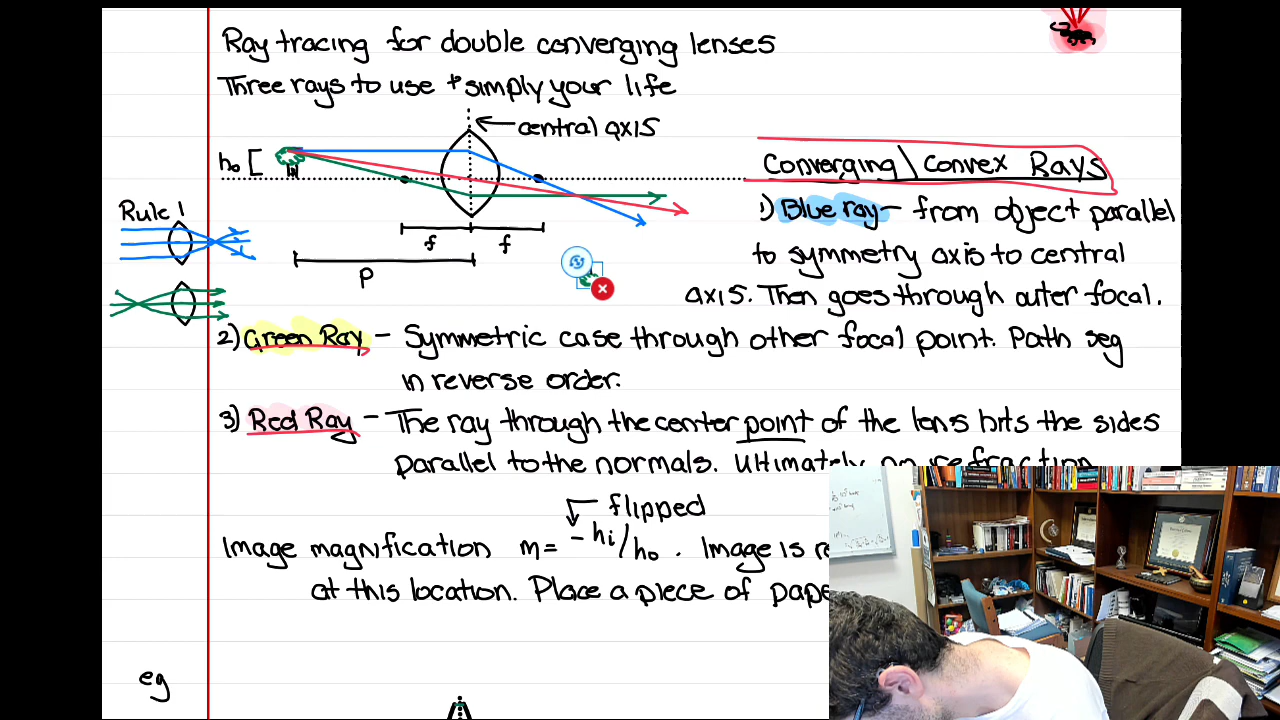 Ray tracing for double converging lenses
Three rays to use + simply your life
central axis
ho
f
f
p
Rule 1
Converging\Convex Rays
1) Blue ray - from object parallel
to symmetry axis to central
axis. Then goes through outer focal.
2) Green Ray - Symmetric case through other focal point. Path seg
in reverse order.
3) Red Ray - The ray through the center point of the lens hits the sides
parallel to the normals. Ultimately no refraction
flipped
Image magnification m= -hi/ho. Image is
at this location. Place a piece of
eg